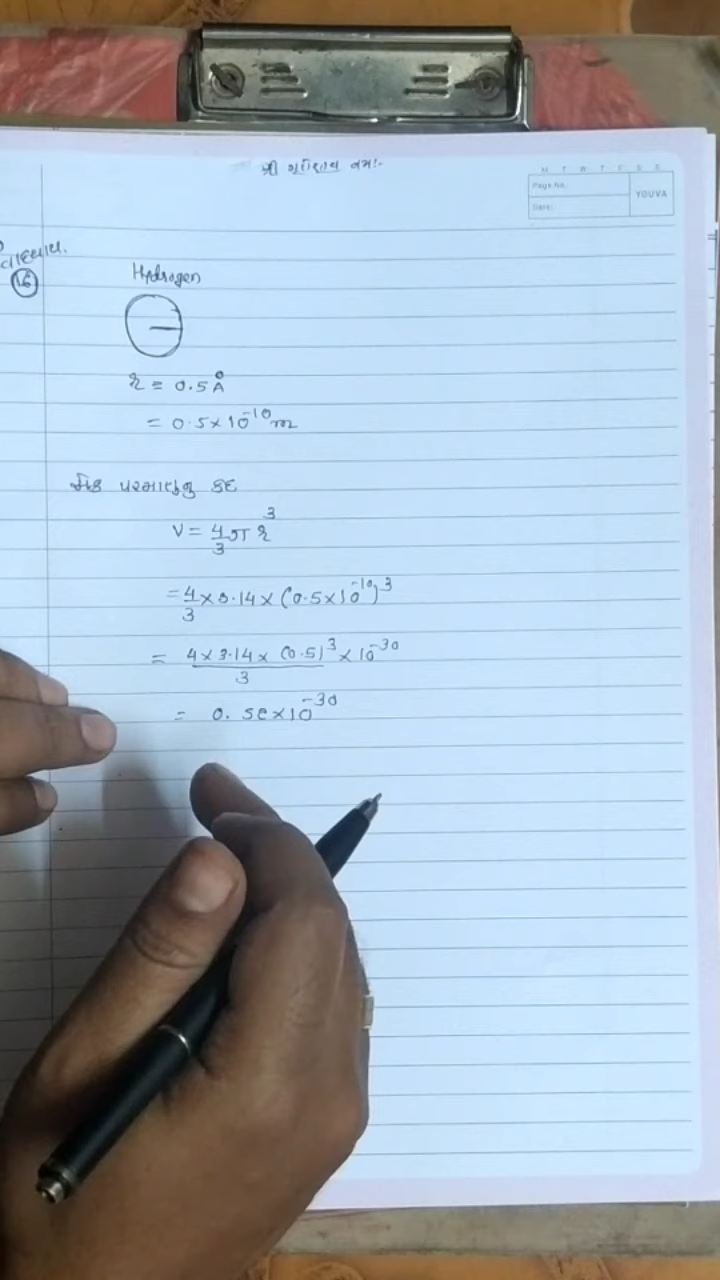 શ્રી ગણેશાય નમઃ-
M T W T F S S
Page No.:
YOUVA
Date:
સ્વાધ્યાય.
16
Hydrogen
r = 0.5 Å
= 0.5 × 10⁻¹⁰ m
એક પરમાણુનુ કદ
V = 4/3 π r³
= 4/3 × 3.14 × (0.5 × 10⁻¹⁰)³
= 4 × 3.14 × (0.5)³ × 10⁻³⁰ / 3
= 0.52 × 10⁻³⁰